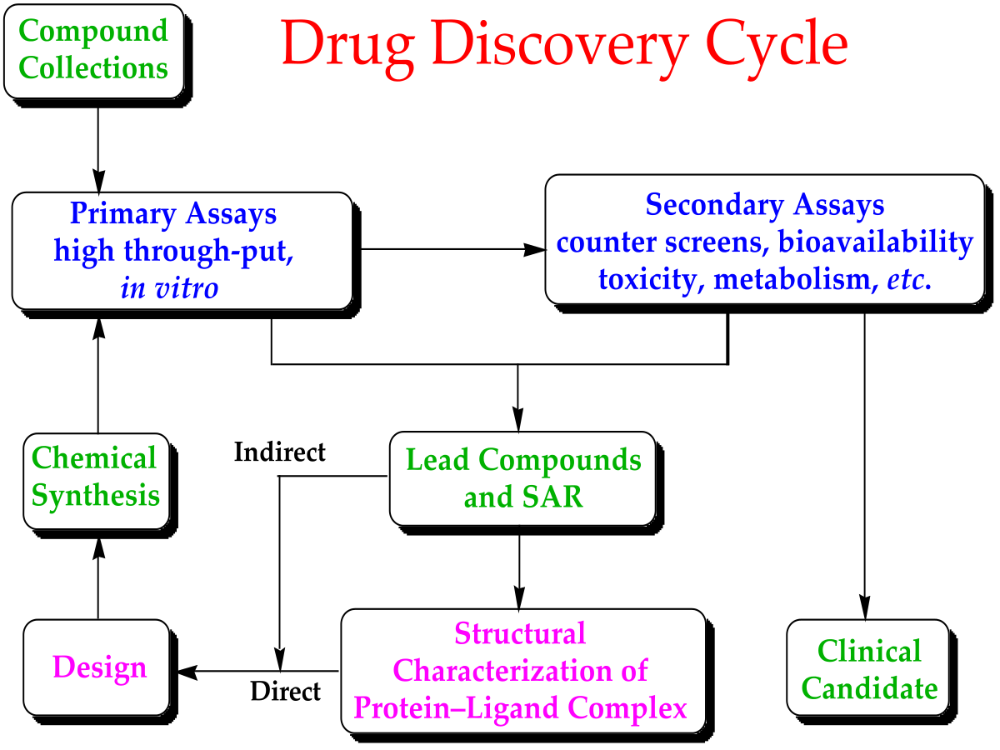 Drug Discovery Cycle
Compound
Collections
Primary Assays
high through-put,
in vitro
Secondary Assays
counter screens, bioavailability
toxicity, metabolism, etc.
Chemical
Synthesis
Indirect
Lead Compounds
and SAR
Design
Direct
Structural
Characterization of
Protein–Ligand Complex
Clinical
Candidate